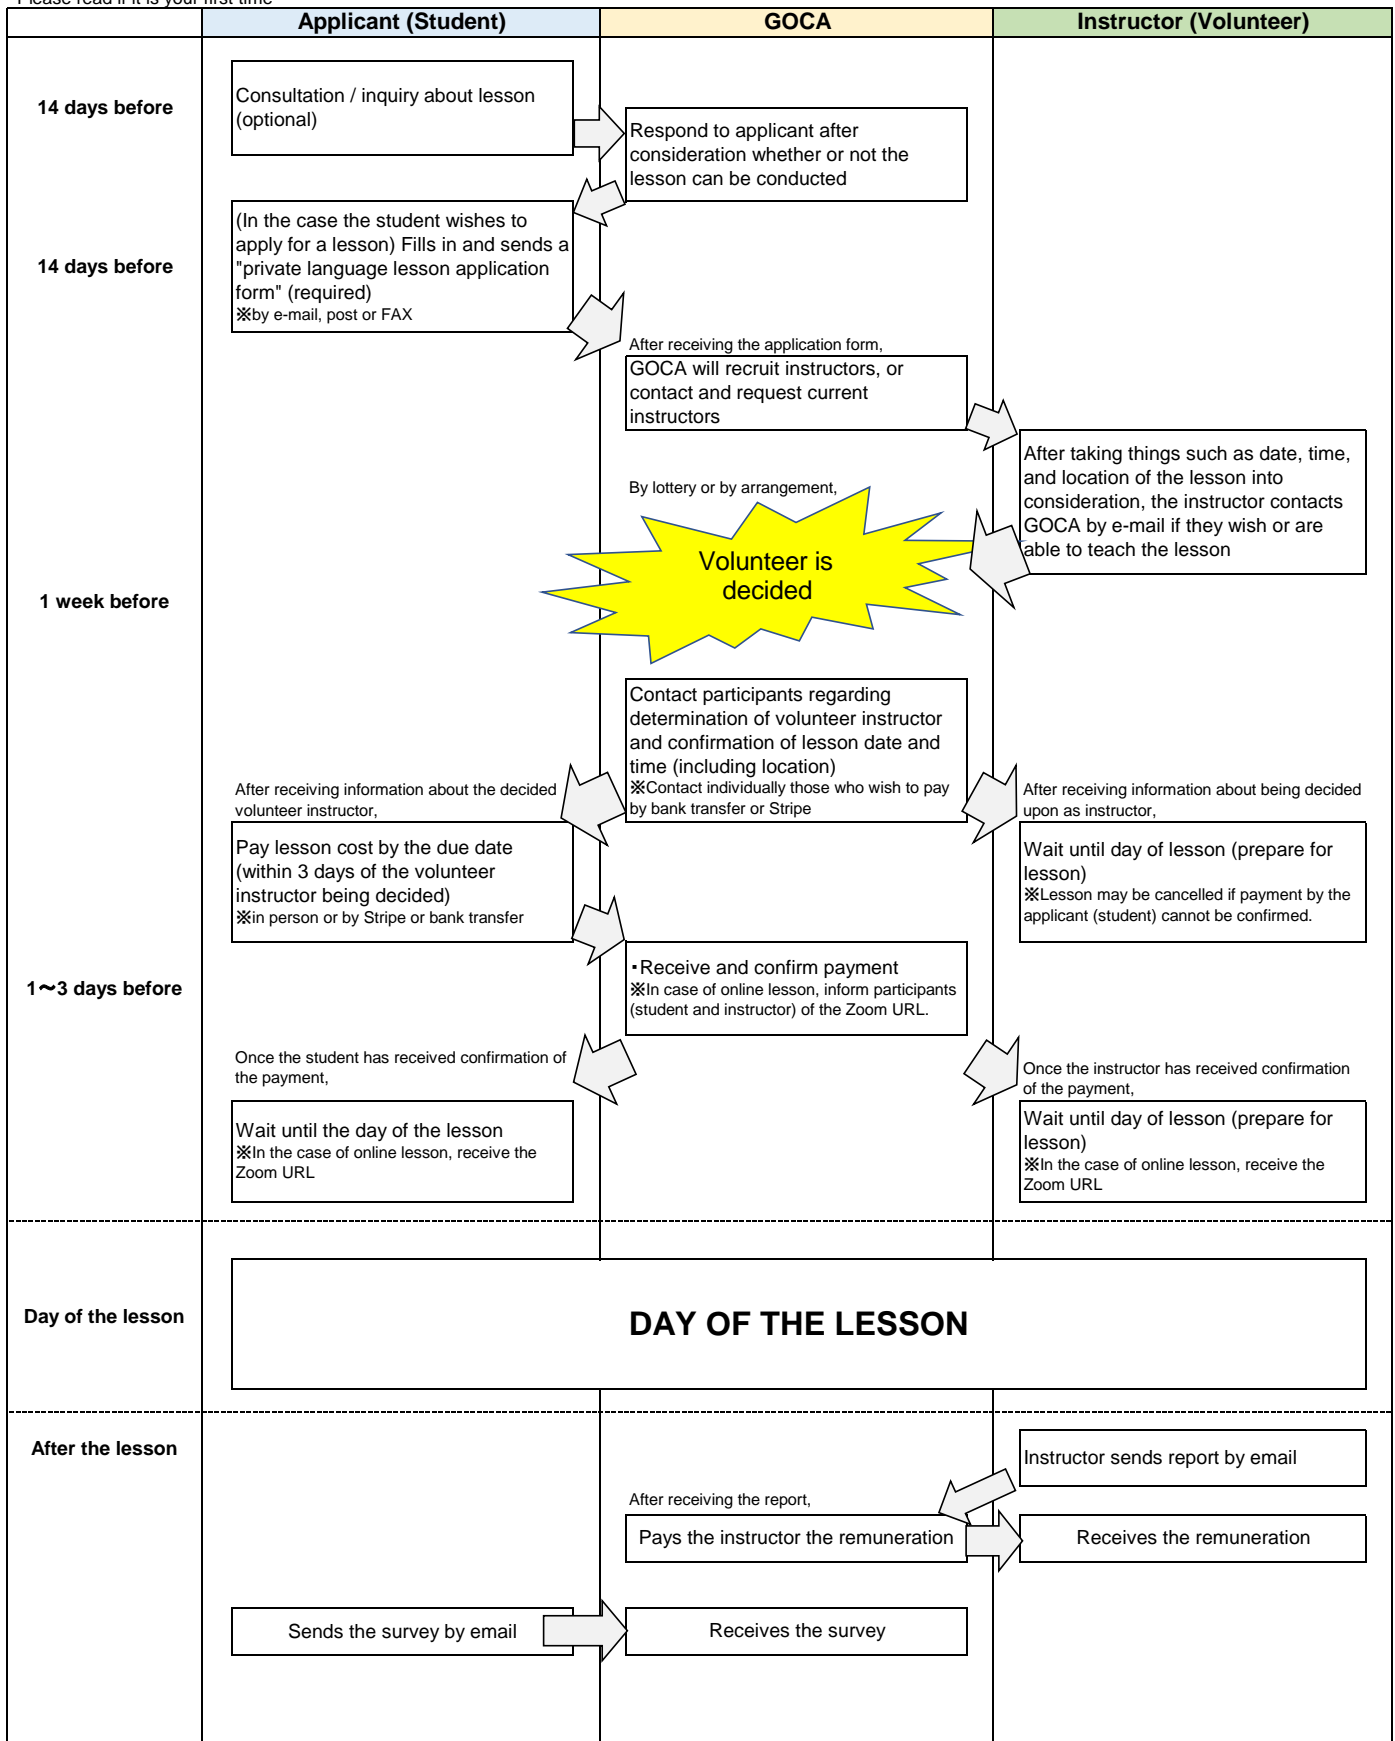 Please read if it is your first time
Applicant (Student)
GOCA
Instructor (Volunteer)
14 days before
Consultation / inquiry about lesson
(optional)
Respond to applicant after
consideration whether or not the
lesson can be conducted
14 days before
(In the case the student wishes to
apply for a lesson) Fills in and sends a
"private language lesson application
form" (required)
※by e-mail, post or FAX
After receiving the application form,
GOCA will recruit instructors, or
contact and request current
instructors
After taking things such as date, time,
and location of the lesson into
consideration, the instructor contacts
GOCA by e-mail if they wish or are
able to teach the lesson
By lottery or by arrangement,
Volunteer is
decided
1 week before
Contact participants regarding
determination of volunteer instructor
and confirmation of lesson date and
time (including location)
※Contact individually those who wish to pay
by bank transfer or Stripe
After receiving information about the decided
volunteer instructor,
Pay lesson cost by the due date
(within 3 days of the volunteer
instructor being decided)
※in person or by Stripe or bank transfer
After receiving information about being decided
upon as instructor,
Wait until day of lesson (prepare for
lesson)
※Lesson may be cancelled if payment by the
applicant (student) cannot be confirmed.
1～3 days before
・Receive and confirm payment
※In case of online lesson, inform participants
(student and instructor) of the Zoom URL.
Once the student has received confirmation of
the payment,
Wait until the day of the lesson
※In the case of online lesson, receive the
Zoom URL
Once the instructor has received confirmation
of the payment,
Wait until day of lesson (prepare for
lesson)
※In the case of online lesson, receive the
Zoom URL
Day of the lesson
DAY OF THE LESSON
After the lesson
Instructor sends report by email
After receiving the report,
Pays the instructor the remuneration
Receives the remuneration
Sends the survey by email
Receives the survey